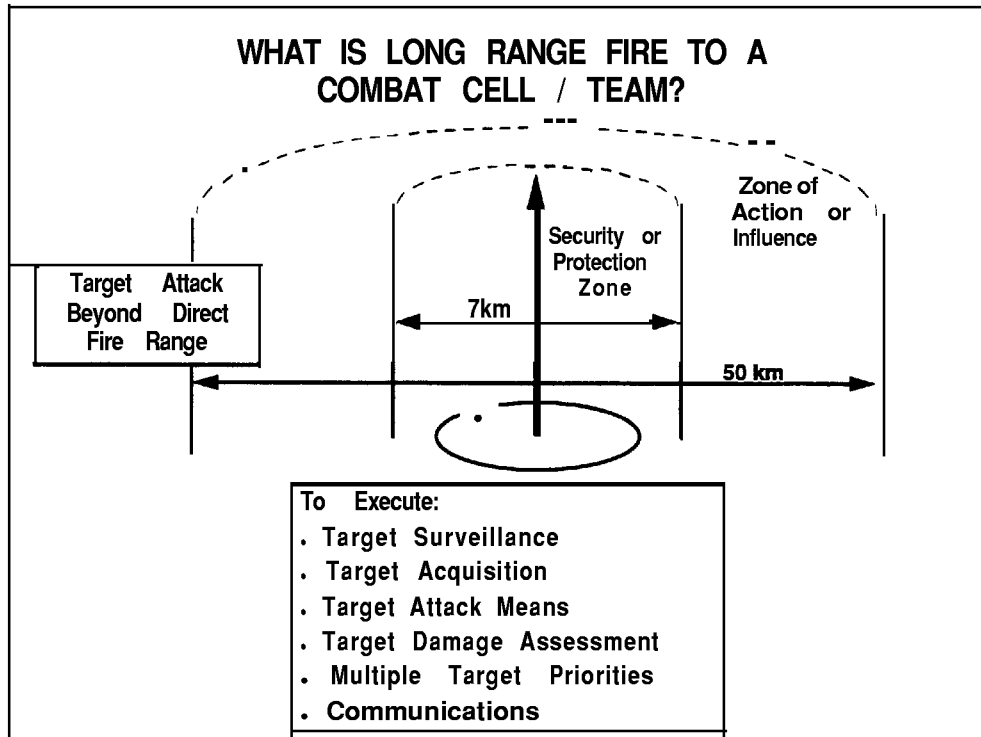 WHAT IS LONG RANGE FIRE TO A
COMBAT CELL / TEAM?
Zone of
Action or
Influence
Security or
Protection
Zone
Target Attack
Beyond Direct
Fire Range
7km
50 km
To Execute:
. Target Surveillance
. Target Acquisition
. Target Attack Means
. Target Damage Assessment
. Multiple Target Priorities
. Communications